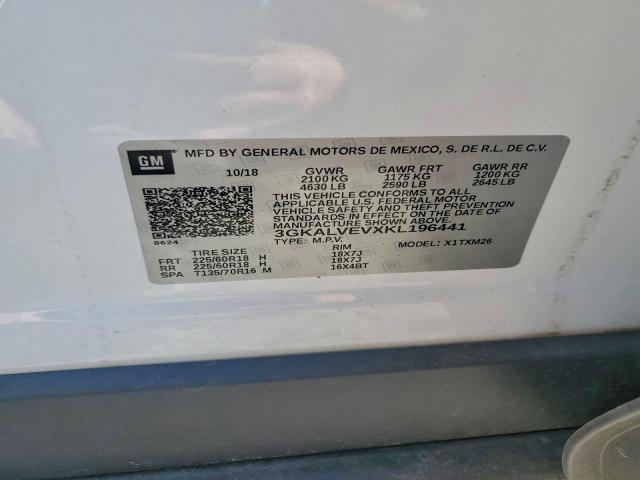 GM
MFD BY GENERAL MOTORS DE MEXICO, S. DE R.L. DE C.V.
10/18 GVWR GAWR FRT GAWR RR
2100 KG 1175 KG 1200 KG
4630 LB 2590 LB 2645 LB
THIS VEHICLE CONFORMS TO ALL
APPLICABLE U.S. FEDERAL MOTOR
VEHICLE SAFETY AND THEFT PREVENTION
STANDARDS IN EFFECT ON THE DATE OF
MANUFACTURE SHOWN ABOVE.
3GKALVEVXKL196441
8624
TYPE: M.P.V. MODEL: X1TXM26
TIRE SIZE RIM
FRT 225/60R18 H 18X7J
RR 225/60R18 H 18X7J
SPA T135/70R16 M 16X4BT